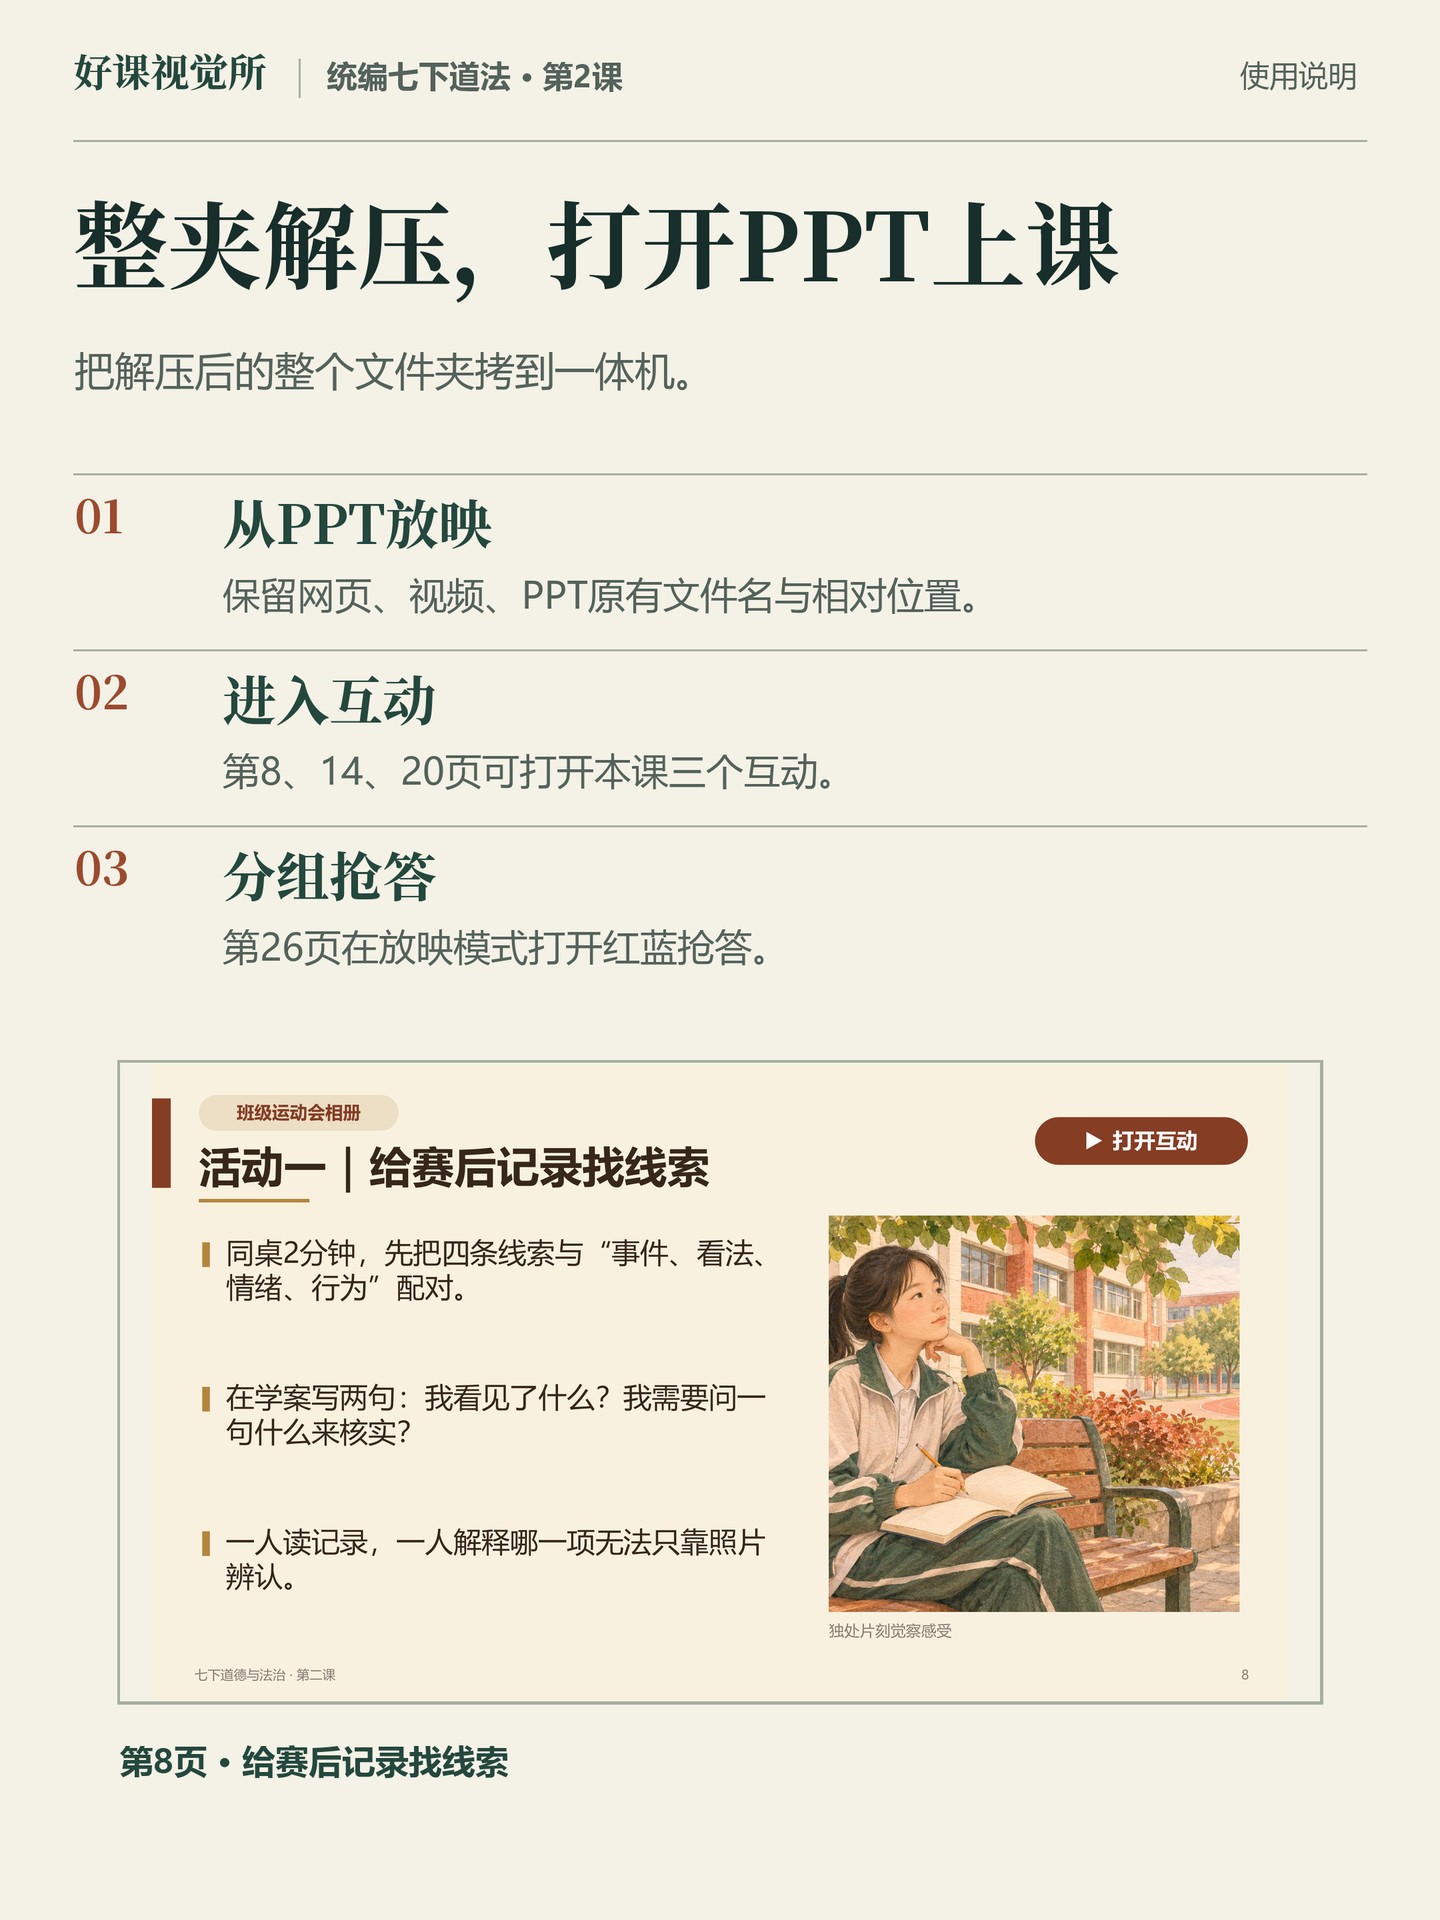 好课视觉所
统编七下道法·第2课
使用说明
整夹解压，打开PPT上课
把解压后的整个文件夹拷到一体机。
01
从PPT放映
保留网页、视频、PPT原有文件名与相对位置。
02
进入互动
第8、14、20页可打开本课三个互动。
03
分组抢答
第26页在放映模式打开红蓝抢答。
班级运动会相册
活动一｜给赛后记录找线索
▶ 打开互动
同桌2分钟，先把四条线索与“事件、看法、
情绪、行为”配对。
在学案写两句：我看见了什么？我需要问一
句什么来核实？
一人读记录，一人解释哪一项无法只靠照片
辨认。
独处片刻觉察感受
七下道德与法治 · 第二课
8
第8页·给赛后记录找线索